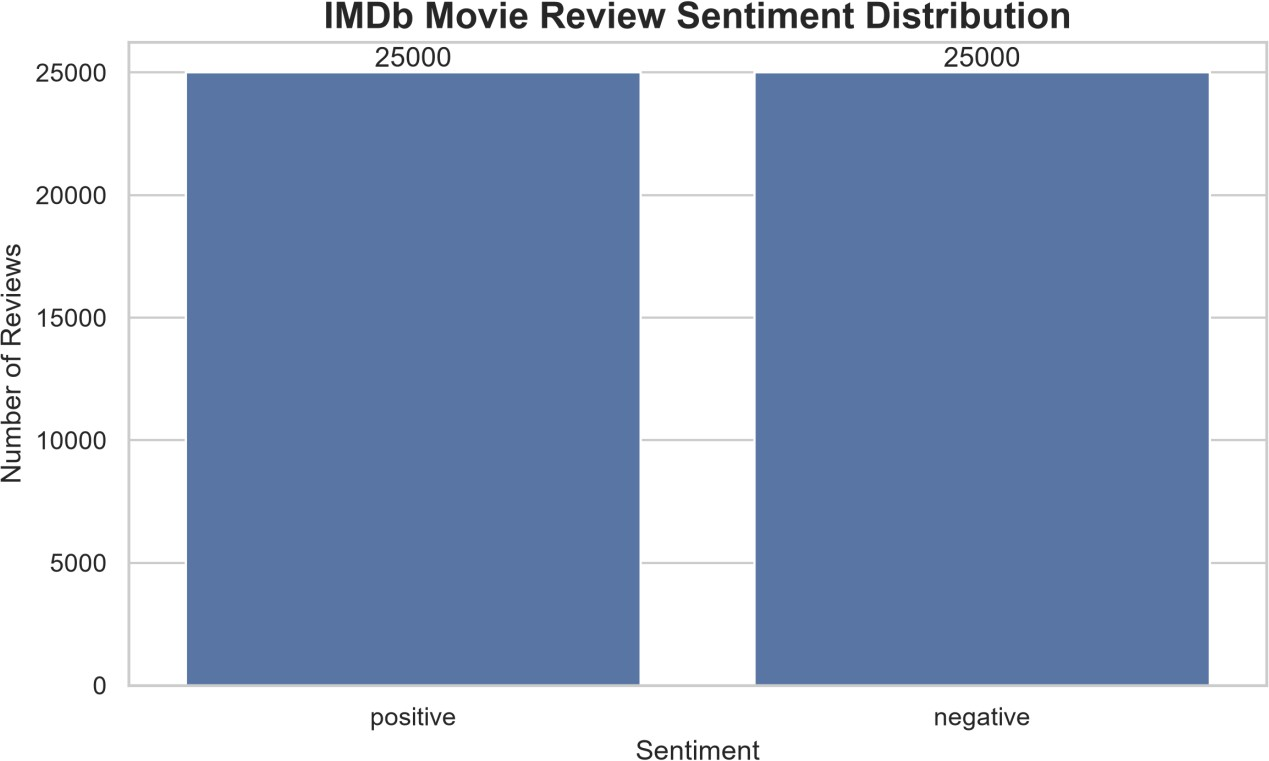 IMDb Movie Review Sentiment Distribution
25000 25000
25000
20000
15000
10000
5000
0
Number of Reviews
positive negative
Sentiment